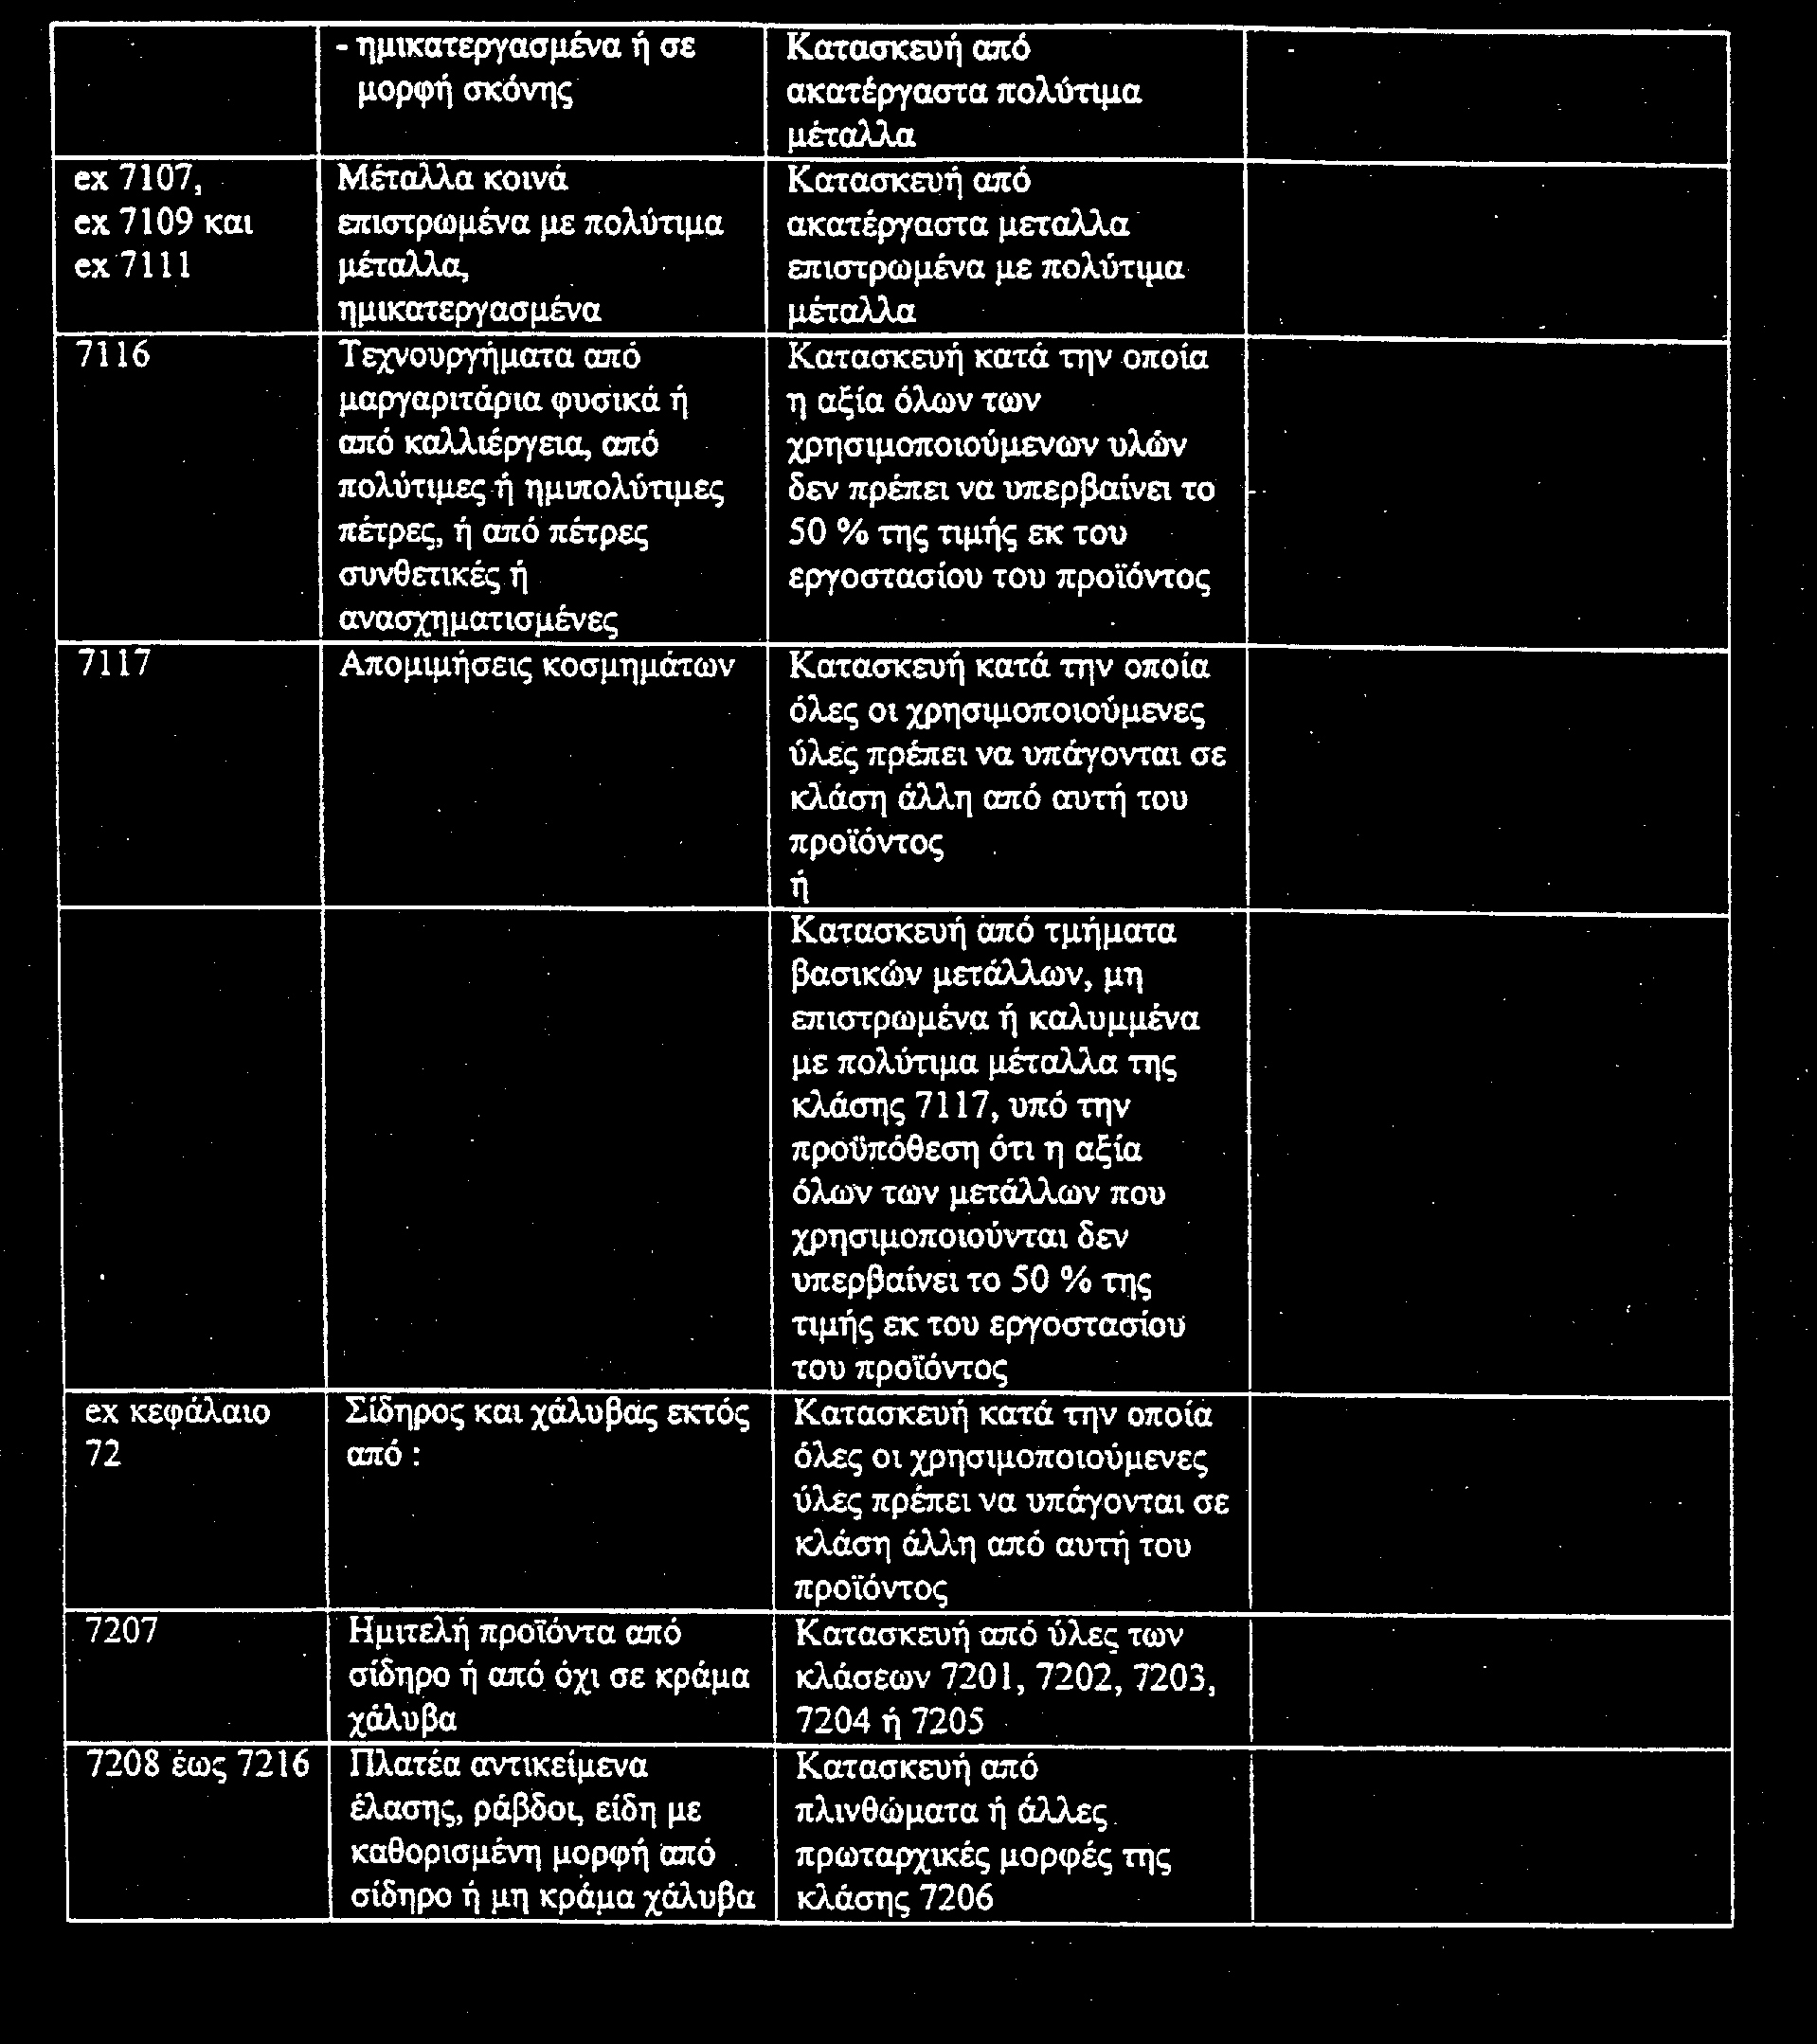 - ημικατεργασμένα ή σε
μορφή σκόνης
Κατασκευή από
ακατέργαστα πολύτιμα
μέταλλα
ex 7107,
ex 7109 και
ex 7111
Μέταλλα κοινά
επιστρωμένα με πολύτιμα
μέταλλα,
ημικατεργασμένα
Κατασκευή από
ακατέργαστα μεταλλα
επιστρωμένα με πολύτιμα
μέταλλα
7116
Τεχνουργήματα από
μαργαριτάρια φυσικά ή
από καλλιέργεια, από
πολύτιμες ή ημιπολύτιμες
πέτρες, ή από πέτρες
συνθετικές ή
ανασχηματισμένες
Κατασκευή κατά την οποία
η αξία όλων των
χρησιμοποιούμενων υλών
δεν πρέπει να υπερβαίνει το
50 % της τιμής εκ του
εργοστασίου του προϊόντος
7117
Απομιμήσεις κοσμημάτων
Κατασκευή κατά την οποία
όλες οι χρησιμοποιούμενες
ύλες πρέπει να υπάγονται σε
κλάση άλλη από αυτή του
προϊόντος
ή
Κατασκευή από τμήματα
βασικών μετάλλων, μη
επιστρωμένα ή καλυμμένα
με πολύτιμα μέταλλα της
κλάσης 7117, υπό την
προϋπόθεση ότι η αξία
όλων των μετάλλων που
χρησιμοποιούνται δεν
υπερβαίνει το 50 % της
τιμής εκ του εργοστασίου
του προϊόντος
ex κεφάλαιο
72
Σίδηρος και χάλυβας εκτός
από :
Κατασκευή κατά την οποία
όλες οι χρησιμοποιούμενες
ύλες πρέπει να υπάγονται σε
κλάση άλλη από αυτή του
προϊόντος
7207
Ημιτελή προϊόντα από
σίδηρο ή από όχι σε κράμα
χάλυβα
Κατασκευή από ύλες των
κλάσεων 7201, 7202, 7203,
7204 ή 7205
7208 έως 7216
Πλατέα αντικείμενα
έλασης, ράβδοι, είδη με
καθορισμένη μορφή από
σίδηρο ή μη κράμα χάλυβα
Κατασκευή από
πλινθώματα ή άλλες
πρωταρχικές μορφές της
κλάσης 7206